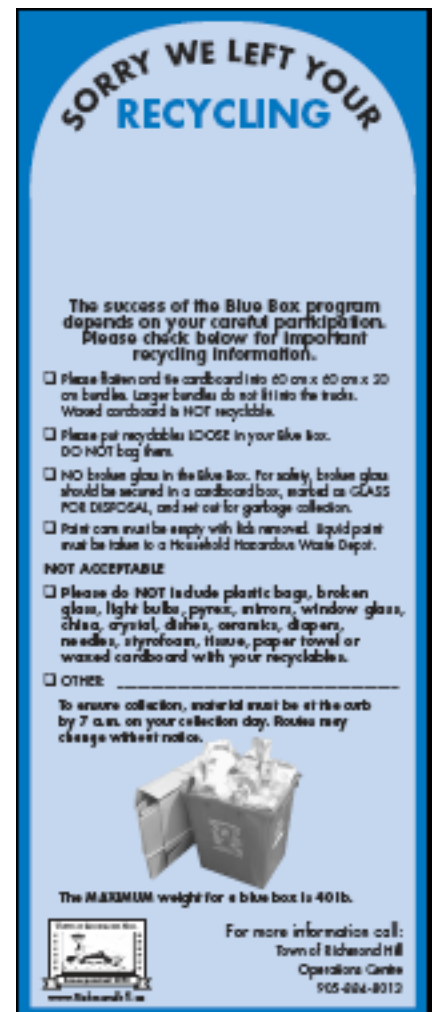 SORRY WE LEFT YOUR
RECYCLING
The success of the Blue Box program
depends on your careful participation.
Please check below for important
recycling information.
❑ Please flatten and tie cardboard into 60 cm x 60 cm x 20
cm bundles. Larger bundles do not fit into the trucks.
Waxed cardboard is NOT recyclable.
❑ Please put recyclables LOOSE in your Blue Box.
DO NOT bag them.
❑ NO broken glass in the Blue Box. For safety, broken glass
should be secured in a cardboard box, marked as GLASS
FOR DISPOSAL, and set out for garbage collection.
❑ Paint cans must be empty with lids removed. Liquid paint
must be taken to a Household Hazardous Waste Depot.
NOT ACCEPTABLE
❑ Please do NOT include plastic bags, broken
glass, light bulbs, pyrex, mirrors, window glass,
china, crystal, dishes, ceramics, diapers,
needles, styrofoam, tissue, paper towel or
waxed cardboard with your recyclables.
❑ OTHER: ______________________
To ensure collection, material must be at the curb
by 7 a.m. on your collection day. Routes may
change without notice.
The MAXIMUM weight for a blue box is 40 lb.
For more information call:
Town of Richmond Hill
Operations Centre
905-884-8013